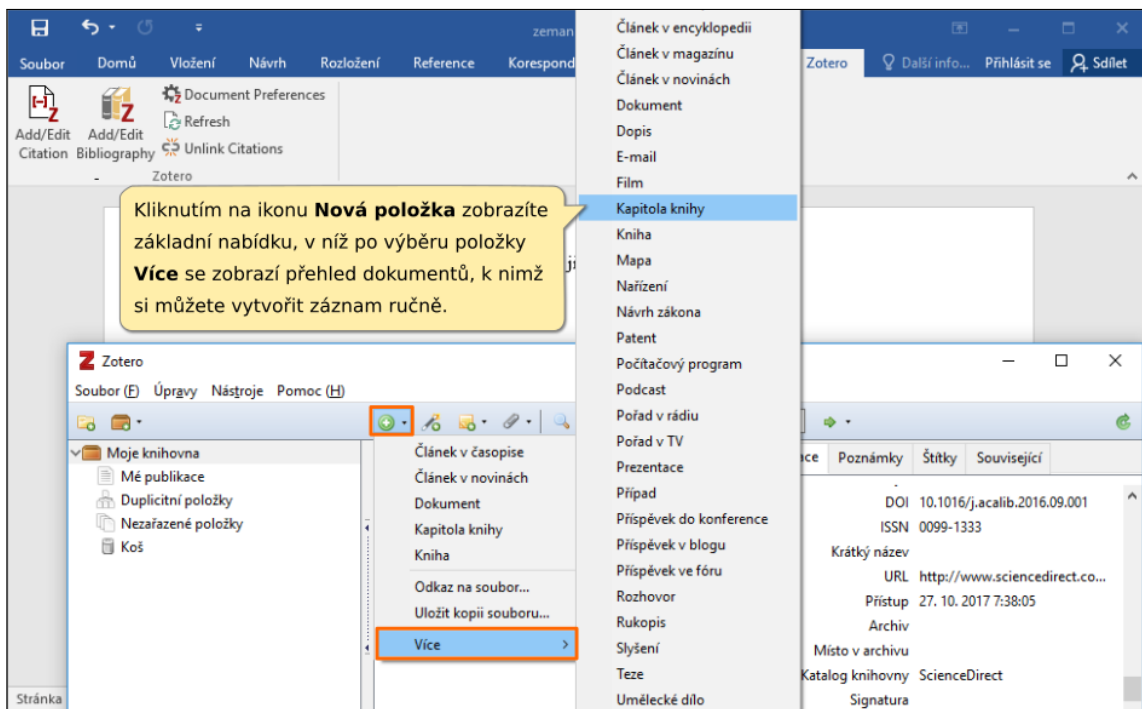 zeman
Soubor Domů Vložení Návrh Rozložení Reference Korespond Zotero Další info... Přihlásit se Sdílet
Add/Edit Citation
Add/Edit Bibliography
Document Preferences
Refresh
Unlink Citations
Zotero
Kliknutím na ikonu Nová položka zobrazíte
základní nabídku, v níž po výběru položky
Více se zobrazí přehled dokumentů, k nimž
si můžete vytvořit záznam ručně.
ji
Článek v encyklopedii
Článek v magazínu
Článek v novinách
Dokument
Dopis
E-mail
Film
Kapitola knihy
Kniha
Mapa
Nařízení
Návrh zákona
Patent
Počítačový program
Podcast
Pořad v rádiu
Pořad v TV
Prezentace
Případ
Příspěvek do konference
Příspěvek v blogu
Příspěvek ve fóru
Rozhovor
Rukopis
Slyšení
Teze
Umělecké dílo
Z Zotero
Soubor (F) Úpravy Nástroje Pomoc (H)
Moje knihovna
Mé publikace
Duplicitní položky
Nezařazené položky
Koš
Článek v časopise
Článek v novinách
Dokument
Kapitola knihy
Kniha
Odkaz na soubor...
Uložit kopii souboru...
Více
ace Poznámky Štítky Související
DOI 10.1016/j.acalib.2016.09.001
ISSN 0099-1333
Krátký název
URL http://www.sciencedirect.co...
Přístup 27. 10. 2017 7:38:05
Archiv
Místo v archivu
Katalog knihovny ScienceDirect
Signatura
Stránka